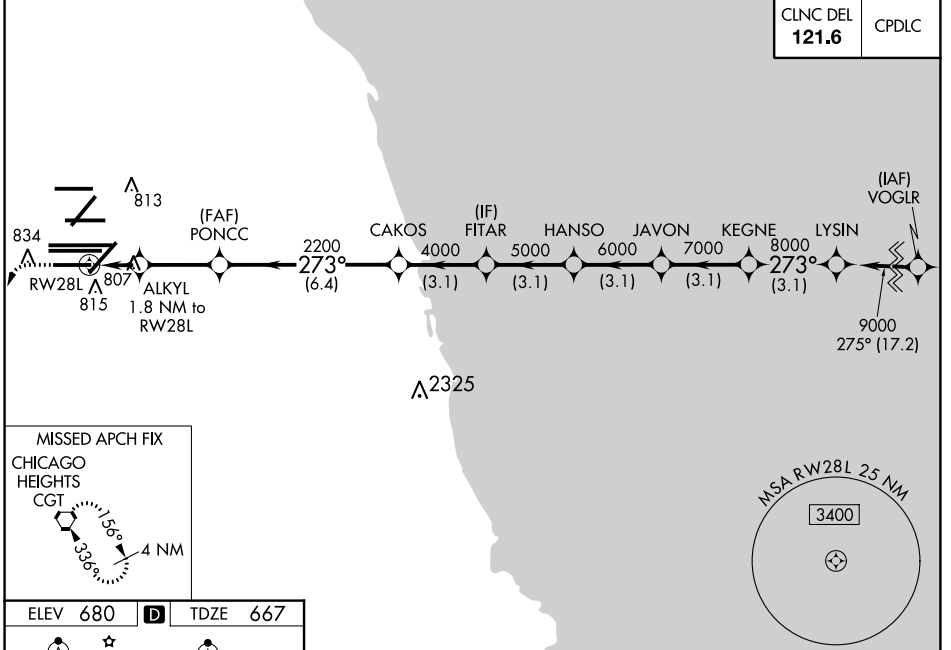 CLNC DEL
121.6
CPDLC
813
834
RW28L
815
807
ALKYL
1.8 NM to
RW28L
(FAF)
PONCC
2200
273°
(6.4)
CAKOS
4000
(3.1)
(IF)
FITAR
5000
(3.1)
HANSO
6000
(3.1)
JAVON
7000
(3.1)
KEGNE
8000
273°
(3.1)
LYSIN
(IAF)
VOGLR
9000
275° (17.2)
2325
MISSED APCH FIX
CHICAGO
HEIGHTS
CGT
156°
336°
4 NM
MSA RW28L 25 NM
3400
ELEV 680
D
TDZE 667